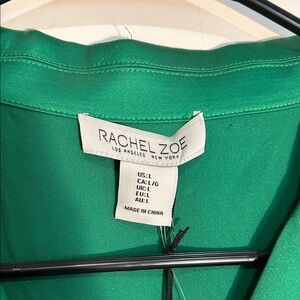 RACHEL ZOE
LOS ANGELES NEW YORK
US: L
CA: L/G
UK: L
EU: L
AU: L
MADE IN CHINA